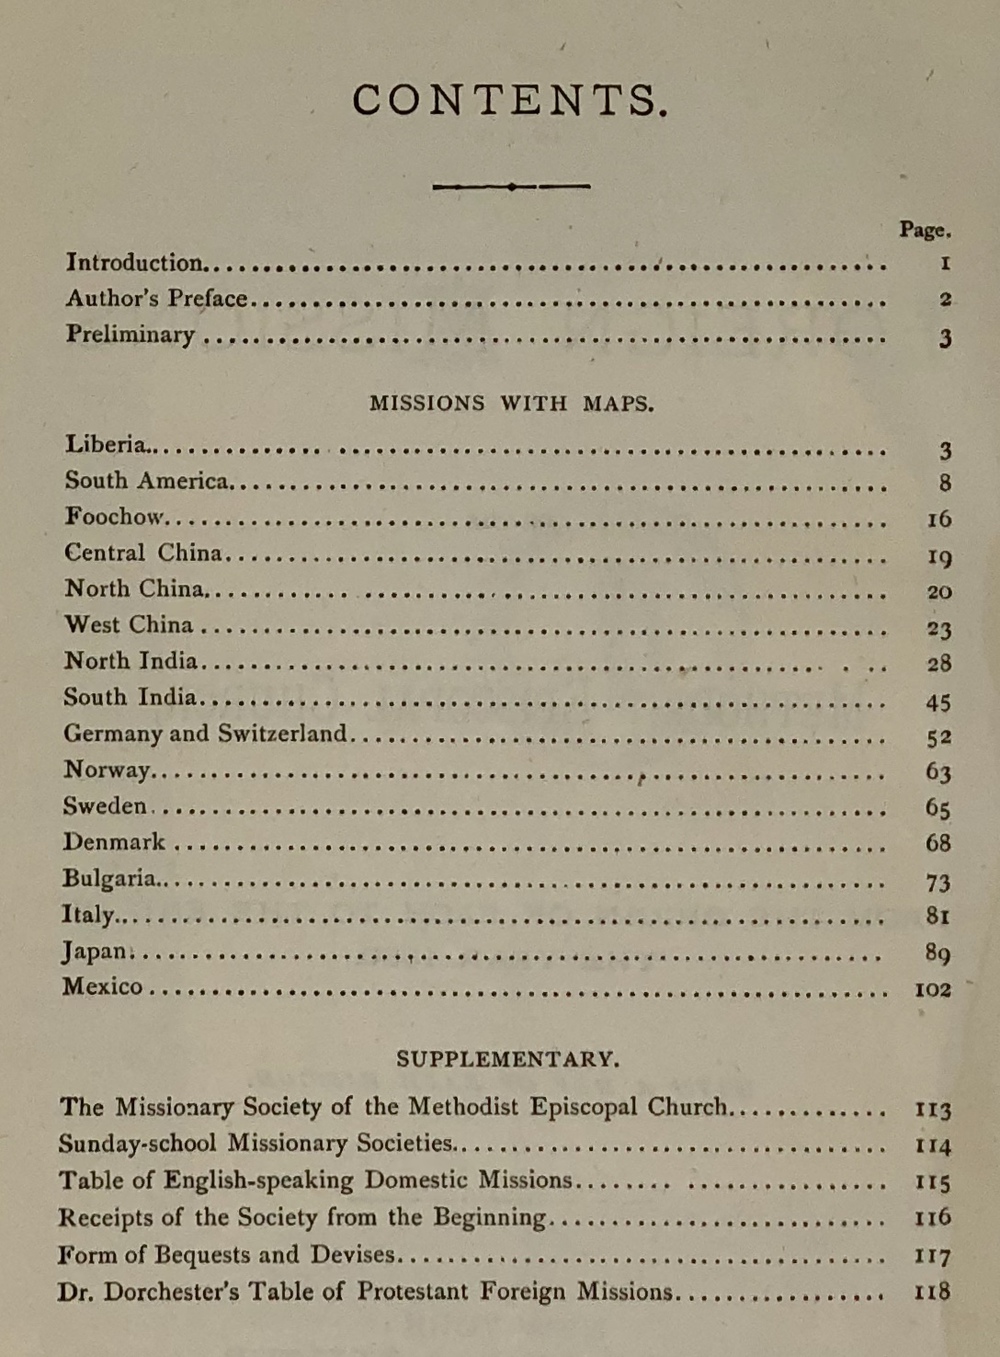 CONTENTS.
Page.
Introduction.......................................................... 1
Author's Preface...................................................... 2
Preliminary .......................................................... 3
MISSIONS WITH MAPS.
Liberia............................................................... 3
South America......................................................... 8
Foochow............................................................... 16
Central China......................................................... 19
North China........................................................... 20
West China ........................................................... 23
North India........................................................... 28
South India........................................................... 45
Germany and Switzerland............................................... 52
Norway................................................................ 63
Sweden................................................................ 65
Denmark .............................................................. 68
Bulgaria.............................................................. 73
Italy................................................................. 81
Japan................................................................. 89
Mexico ............................................................... 102
SUPPLEMENTARY.
The Missionary Society of the Methodist Episcopal Church............. 113
Sunday-school Missionary Societies.................................... 114
Table of English-speaking Domestic Missions........ ................ 115
Receipts of the Society from the Beginning............................ 116
Form of Bequests and Devises.......................................... 117
Dr. Dorchester's Table of Protestant Foreign Missions................. 118